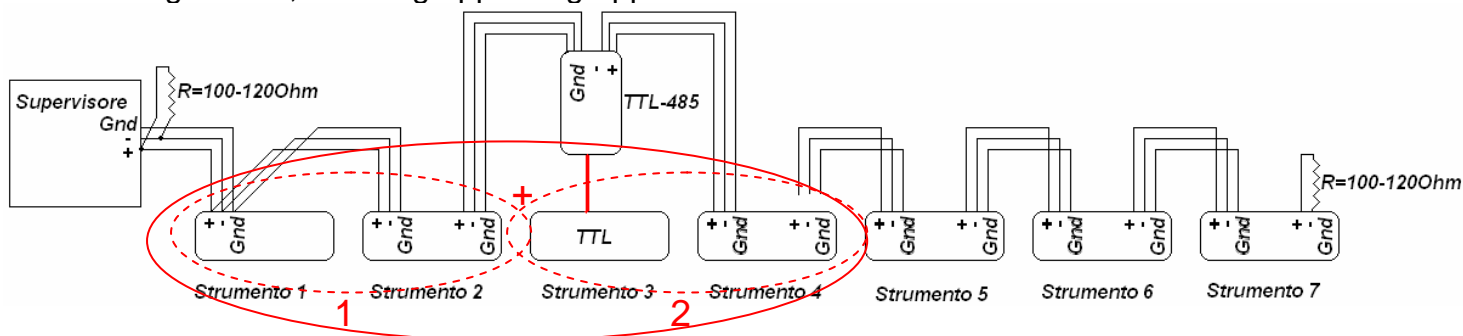 Supervisore
Gnd
-
+
R=100-120Ohm
Gnd
- +
TTL-485
R=100-120Ohm
+
+ - Gnd
+ - Gnd
+ - Gnd
TTL
+ - Gnd
+ - Gnd
+ - Gnd
+ - Gnd
+ - Gnd
+ - Gnd
+ - Gnd
+ - Gnd
Strumento 1
Strumento 2
Strumento 3
Strumento 4
Strumento 5
Strumento 6
Strumento 7
1
2